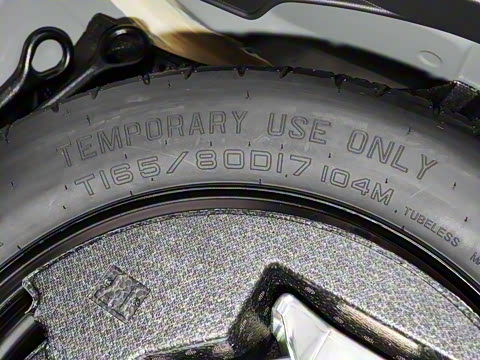 TEMPORARY USE ONLY
T165/80D17 104M TUBELESS